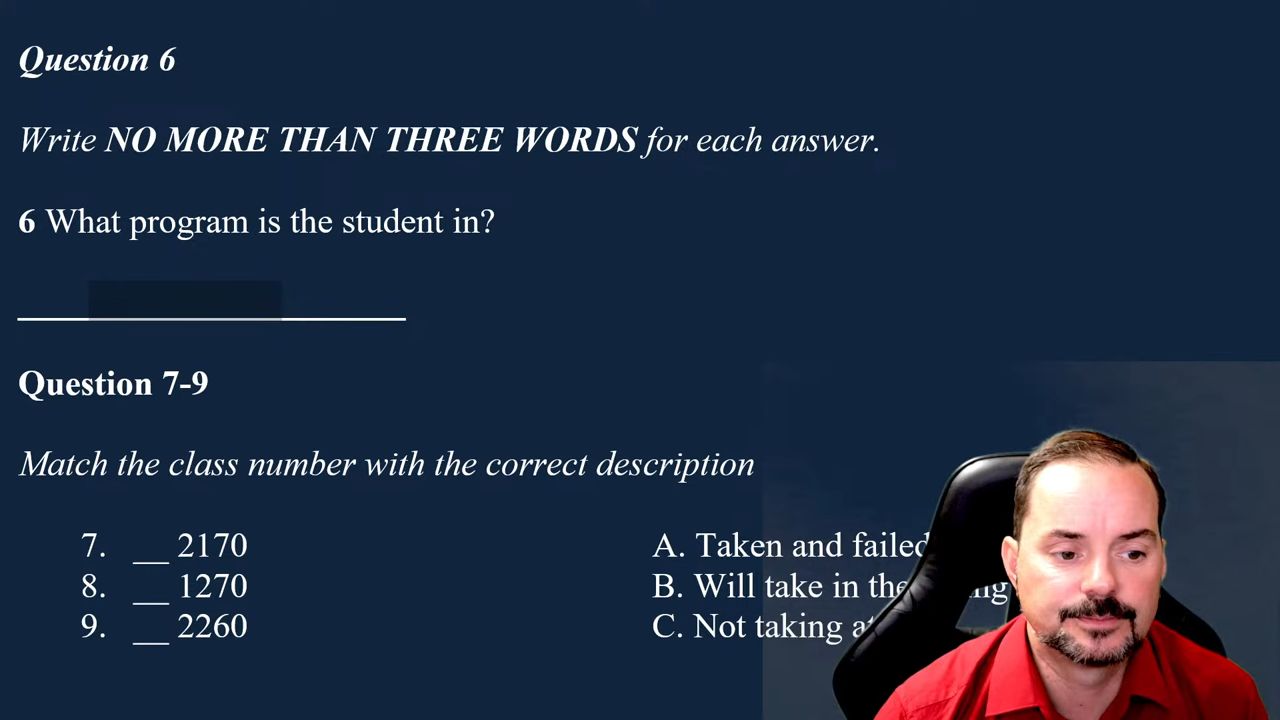 Question 6
Write NO MORE THAN THREE WORDS for each answer.
6 What program is the student in?
Question 7-9
Match the class number with the correct description
7. __ 2170
A. Taken and failed
8. __ 1270
B. Will take in the
9. __ 2260
C. Not taking